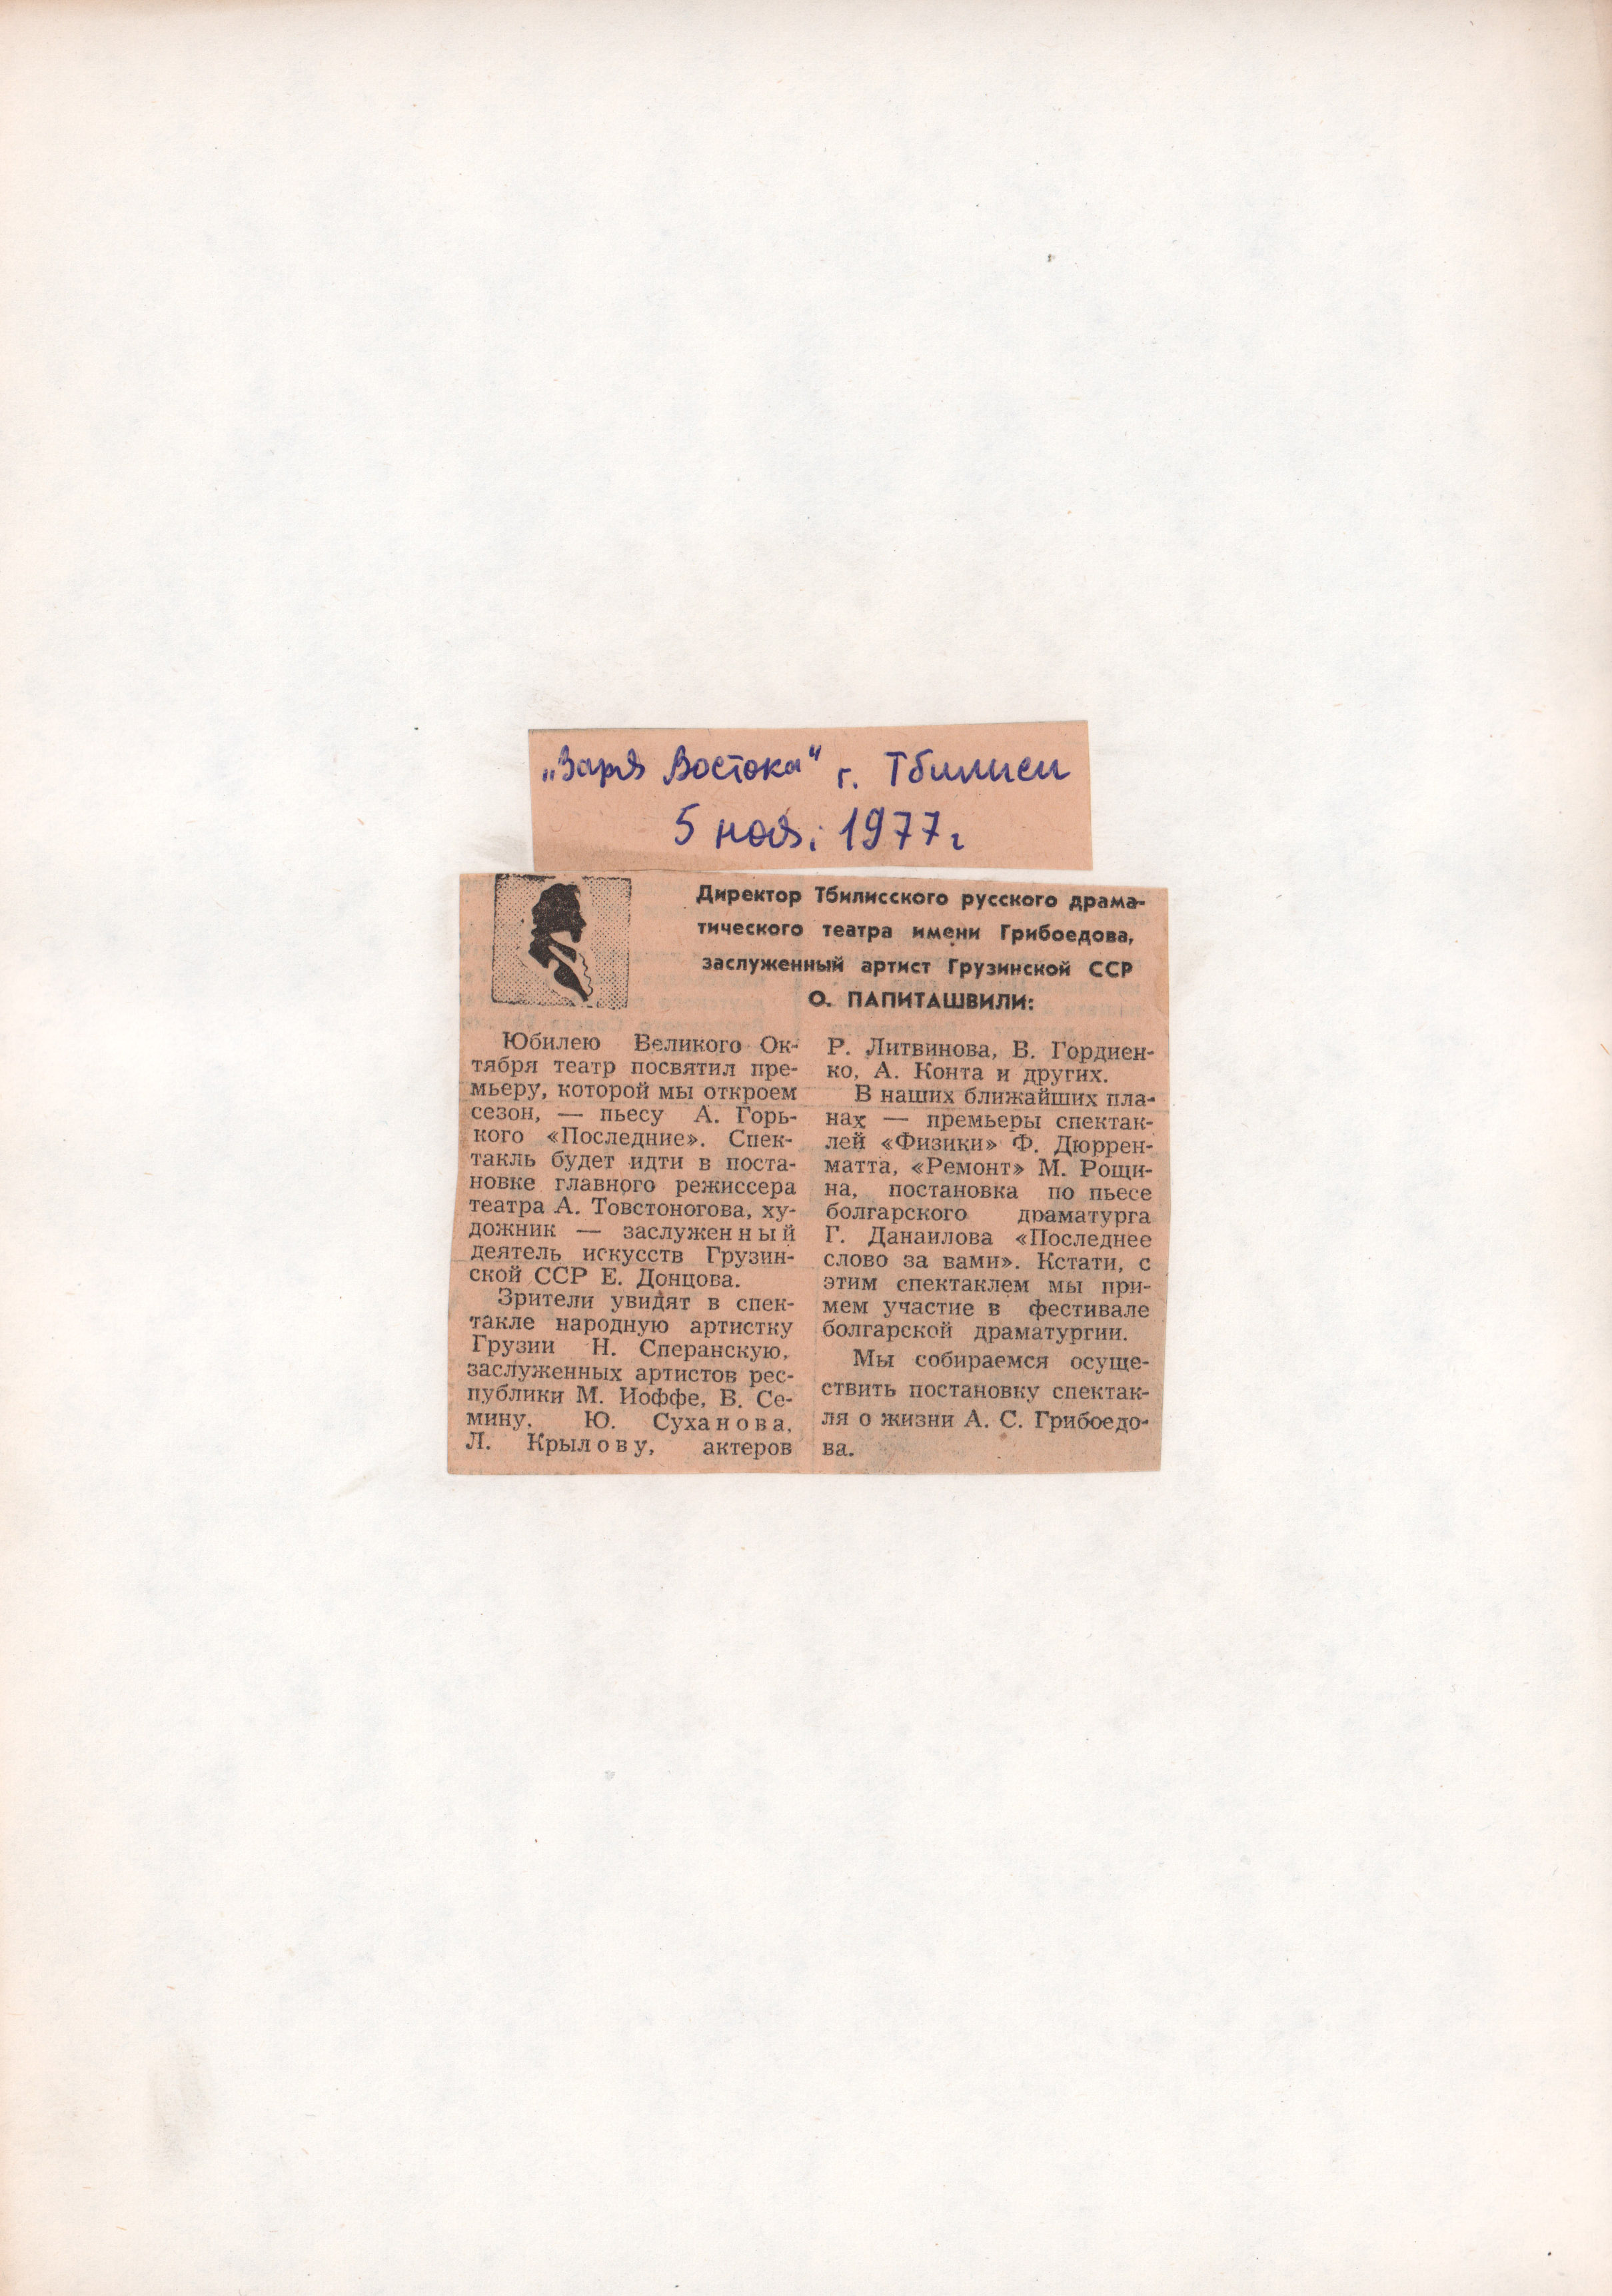 „Заря Востока“ г. Тбилиси
5 нояб. 1977 г
Директор Тбилисского русского драма-
тического театра имени Грибоедова,
заслуженный артист Грузинской ССР
О. ПАПИТАШВИЛИ:
Юбилею Великого Ок-
тября театр посвятил пре-
мьеру, которой мы откроем
сезон, — пьесу А. Горь-
кого «Последние». Спек-
такль будет идти в поста-
новке главного режиссера
театра А. Товстоногова, ху-
дожник — заслуженный
деятель искусств Грузин-
ской ССР Е. Донцова.
Зрители увидят в спек-
такле народную артистку
Грузии Н. Сперанскую,
заслуженных артистов рес-
публики М. Иоффе, В. Се-
мину, Ю. Суханова,
Л. Крылову, актеров
Р. Литвинова, В. Гордиен-
ко, А. Конта и других.
В наших ближайших пла-
нах — премьеры спектак-
лей «Физики» Ф. Дюррен-
матта, «Ремонт» М. Рощи-
на, постановка по пьесе
болгарского драматурга
Г. Данаилова «Последнее
слово за вами». Кстати, с
этим спектаклем мы при-
мем участие в фестивале
болгарской драматургии.
Мы собираемся осуще-
ствить постановку спектак-
ля о жизни А. С. Грибоедо-
ва.